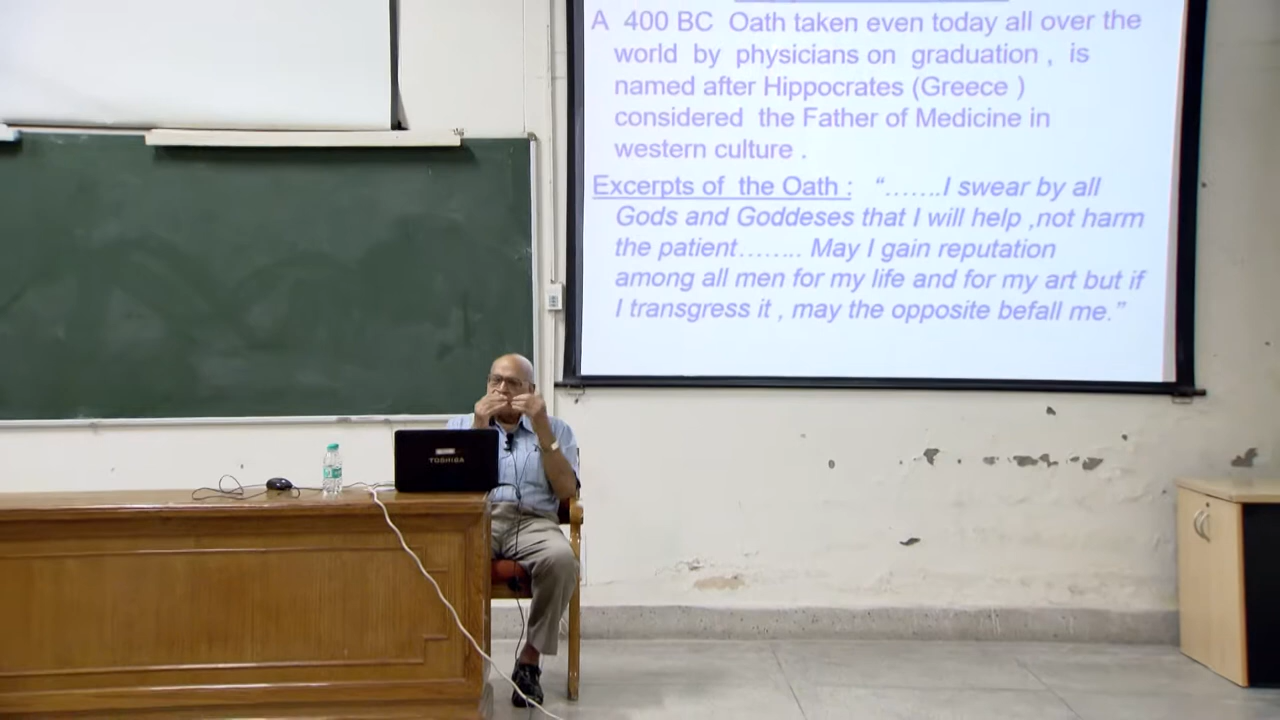 A 400 BC Oath taken even today all over the
world by physicians on graduation , is
named after Hippocrates (Greece )
considered the Father of Medicine in
western culture .
Excerpts of the Oath : “…….I swear by all
Gods and Goddeses that I will help ,not harm
the patient…….. May I gain reputation
among all men for my life and for my art but if
I transgress it , may the opposite befall me.”
TOSHIBA